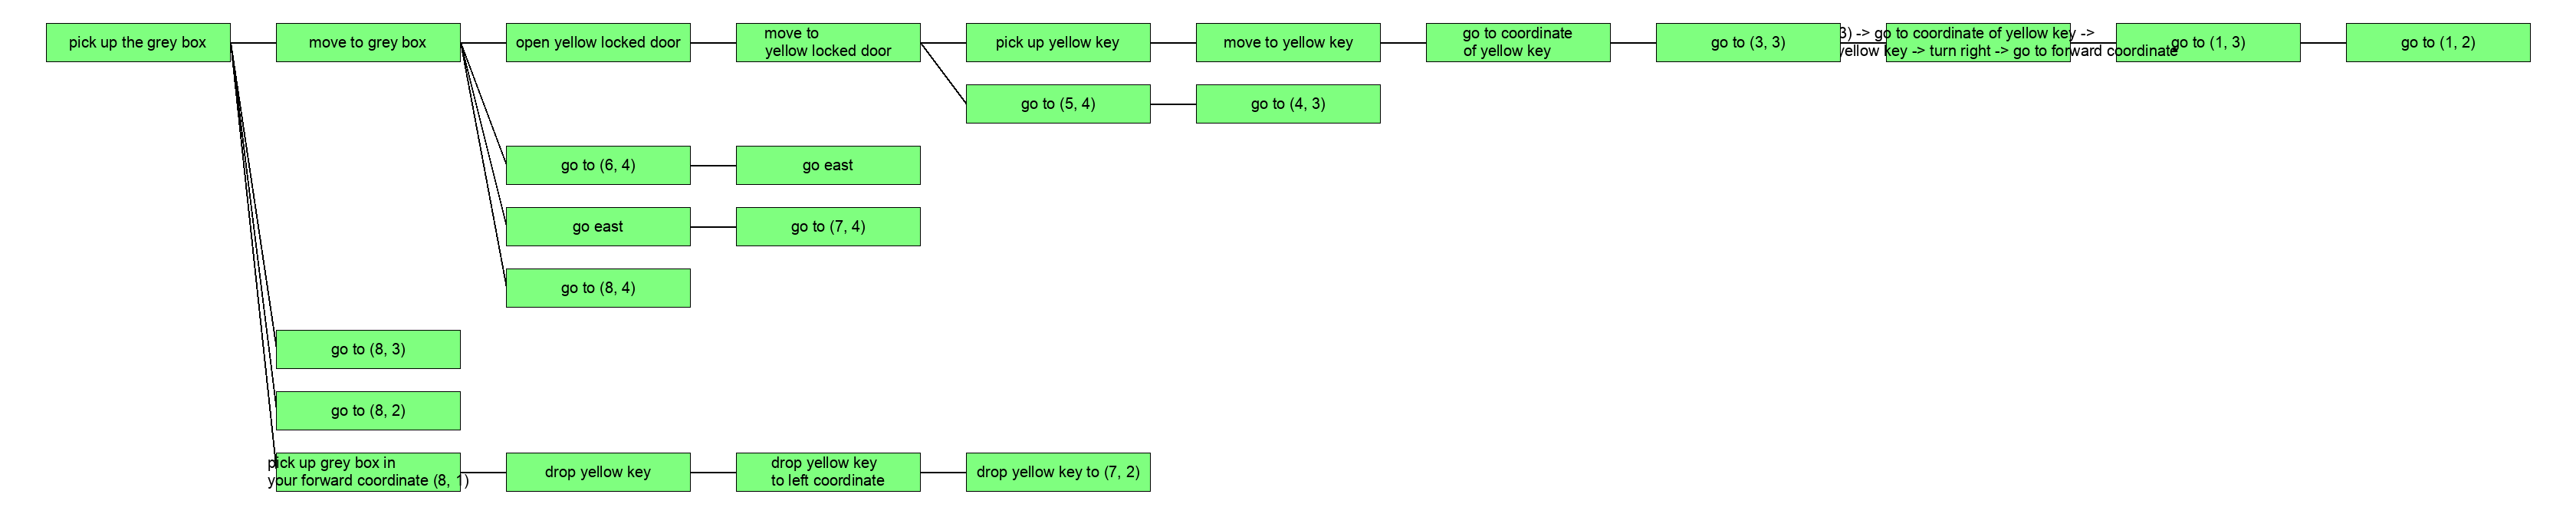 pick up the grey box
move to grey box
open yellow locked door
move to
yellow locked door
pick up yellow key
move to yellow key
go to coordinate
of yellow key
go to (3, 3)
3) -> go to coordinate of yellow key ->
yellow key -> turn right -> go to forward coordinate
go to (1, 3)
go to (1, 2)
go to (5, 4)
go to (4, 3)
go to (6, 4)
go east
go east
go to (7, 4)
go to (8, 4)
go to (8, 3)
go to (8, 2)
pick up grey box in
your forward coordinate (8, 1)
drop yellow key
drop yellow key
to left coordinate
drop yellow key to (7, 2)